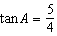 tan A = 5/4